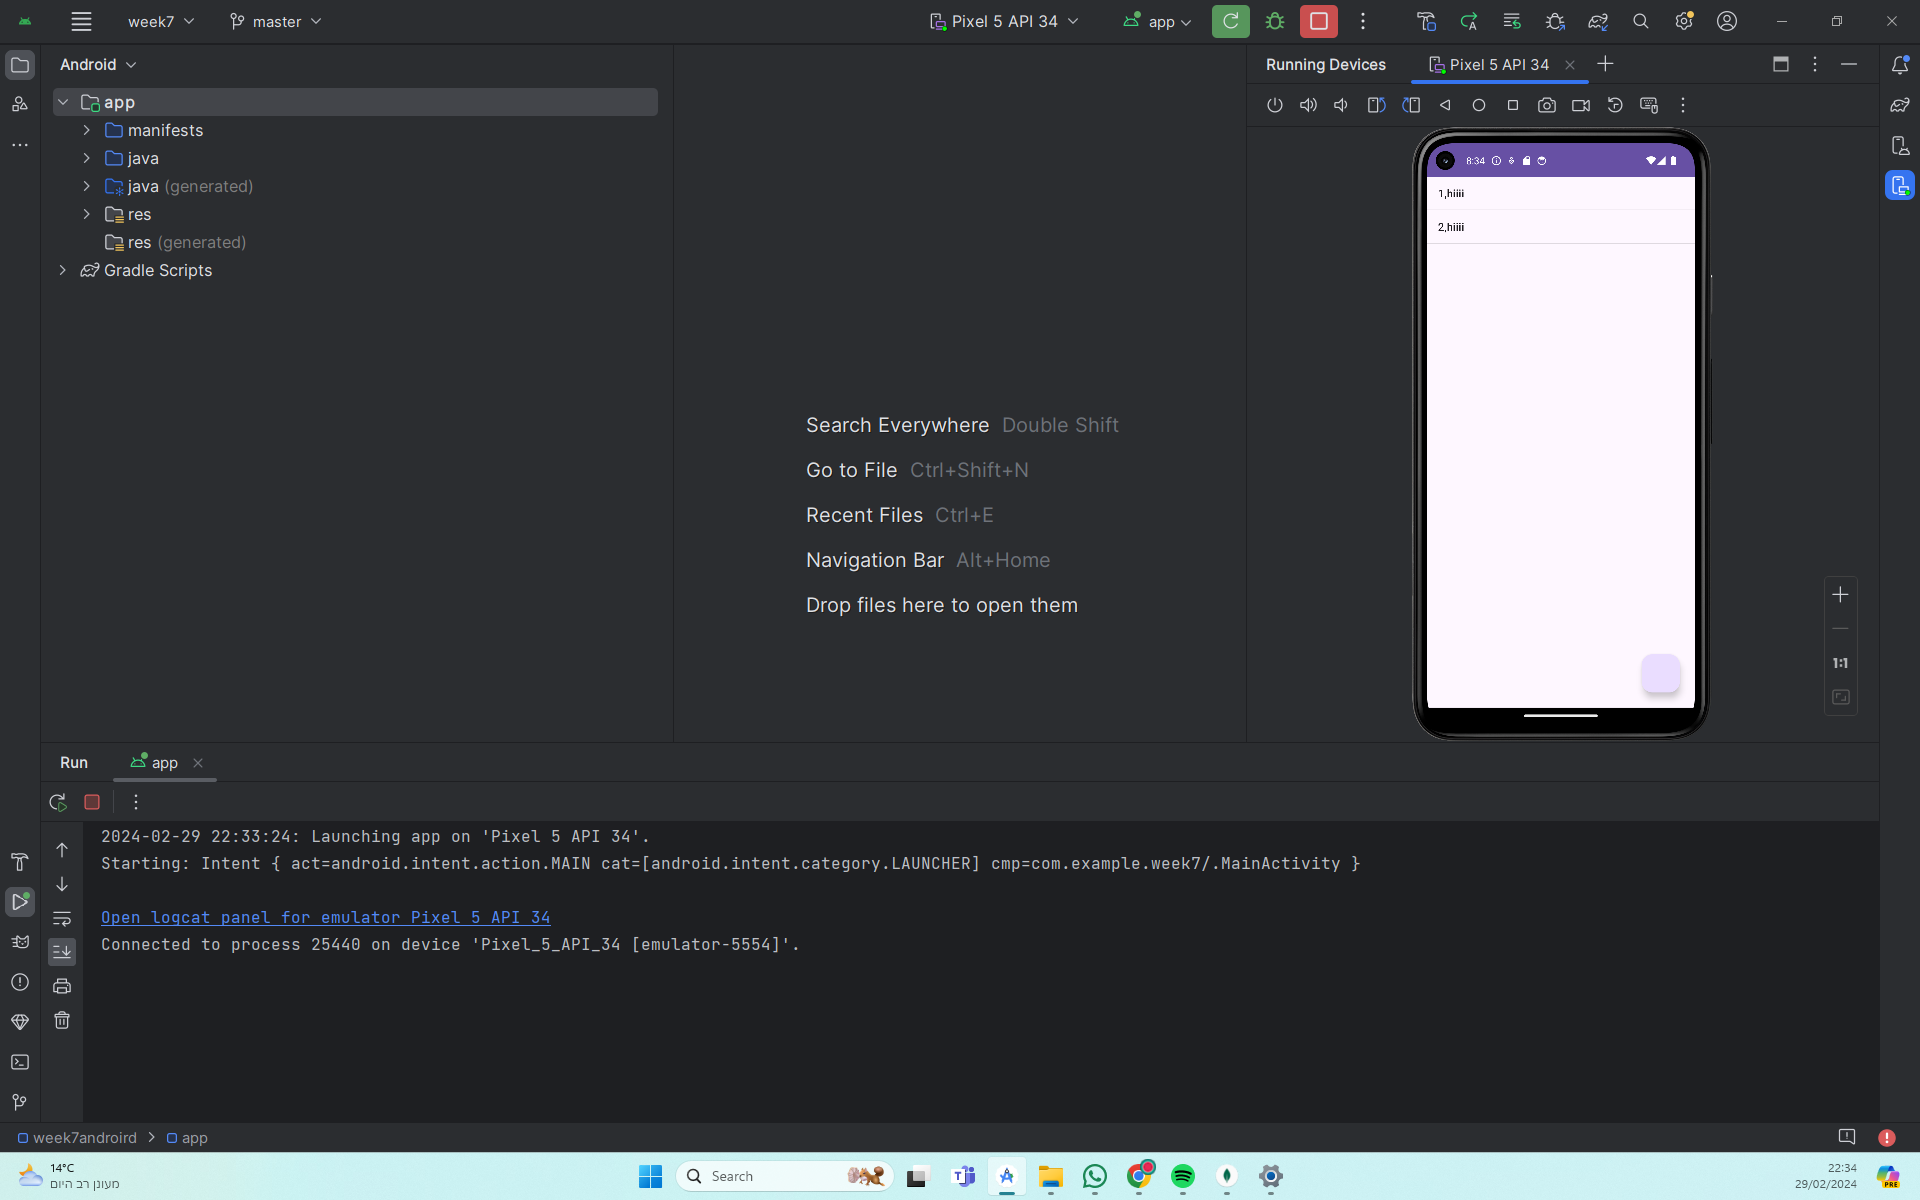 week7
master
Pixel 5 API 34
app
Android
app
manifests
java
java (generated)
res
res (generated)
Gradle Scripts
Search Everywhere Double Shift
Go to File Ctrl+Shift+N
Recent Files Ctrl+E
Navigation Bar Alt+Home
Drop files here to open them
Running Devices
Pixel 5 API 34
8:34
1,hiiii
2,hiiii
1:1
Run
app
2024-02-29 22:33:24: Launching app on 'Pixel 5 API 34'.
Starting: Intent { act=android.intent.action.MAIN cat=[android.intent.category.LAUNCHER] cmp=com.example.week7/.MainActivity }
Open logcat panel for emulator Pixel 5 API 34
Connected to process 25440 on device 'Pixel_5_API_34 [emulator-5554]'.
week7androird
app
14°C
מעונן רב היום
Search
22:34
29/02/2024
PRE